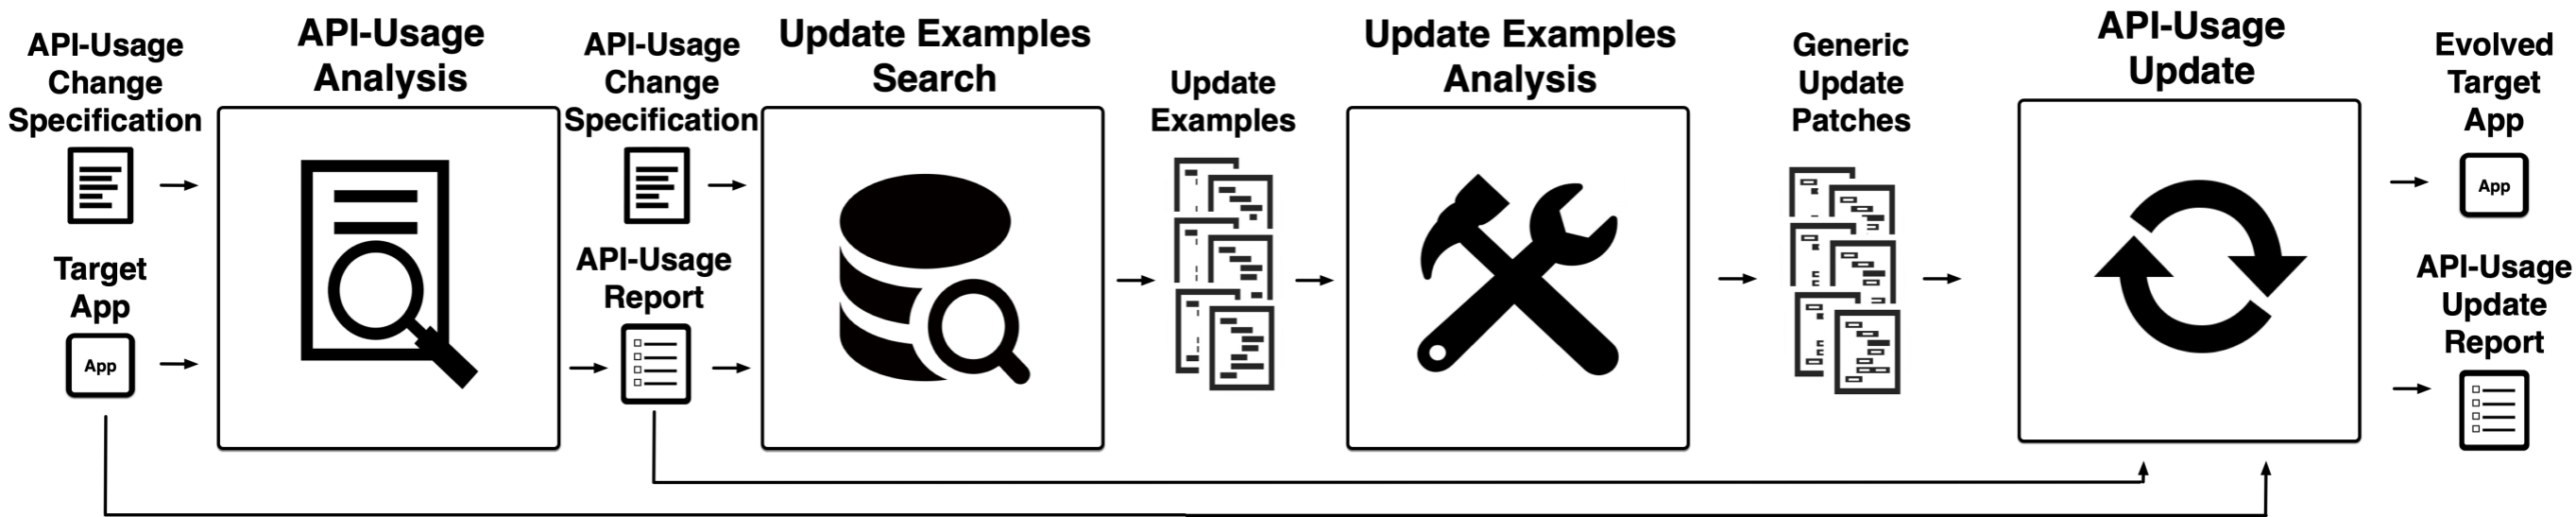 API-Usage
Change
Specification
Target
App
App
API-Usage
Analysis
API-Usage
Change
Specification
API-Usage
Report
Update Examples
Search
Update
Examples
Update Examples
Analysis
Generic
Update
Patches
API-Usage
Update
Evolved
Target
App
App
API-Usage
Update
Report